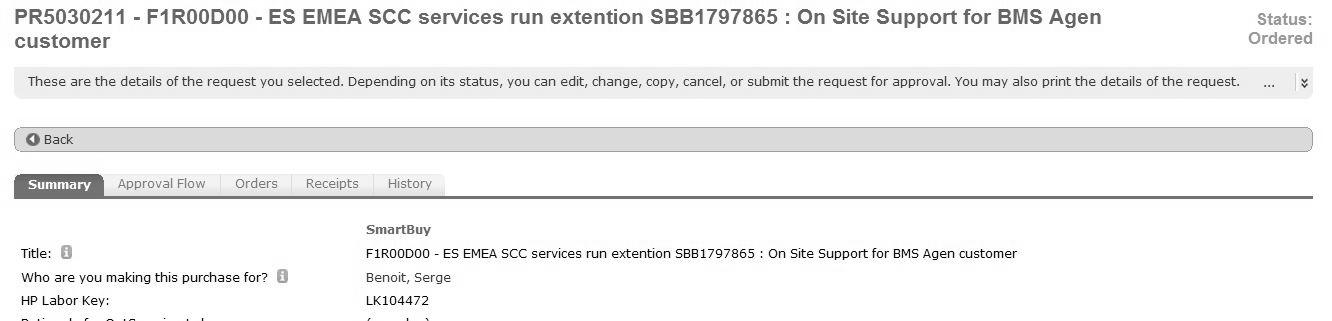 PR5030211 - F1R00D00 - ES EMEA SCC services run extention SBB1797865 : On Site Support for BMS Agen
customer
Status:
Ordered
These are the details of the request you selected. Depending on its status, you can edit, change, copy, cancel, or submit the request for approval. You may also print the details of the request. ...
Back
Summary Approval Flow Orders Receipts History
SmartBuy
Title: F1R00D00 - ES EMEA SCC services run extention SBB1797865 : On Site Support for BMS Agen customer
Who are you making this purchase for? Benoit, Serge
HP Labor Key: LK104472